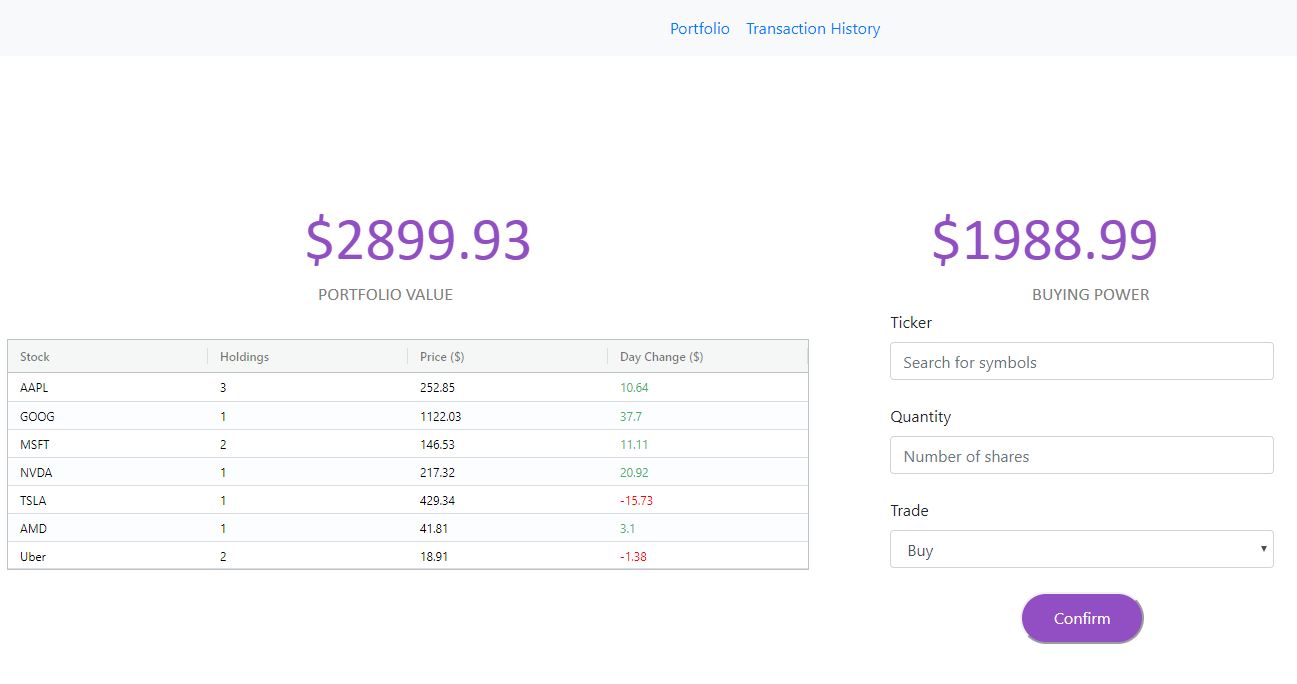 Portfolio Transaction History
$2899.93
PORTFOLIO VALUE
Stock Holdings Price ($) Day Change ($)
AAPL 3 252.85 10.64
GOOG 1 1122.03 37.7
MSFT 2 146.53 11.11
NVDA 1 217.32 20.92
TSLA 1 429.34 -15.73
AMD 1 41.81 3.1
Uber 2 18.91 -1.38
$1988.99
BUYING POWER
Ticker
Search for symbols
Quantity
Number of shares
Trade
Buy
Confirm